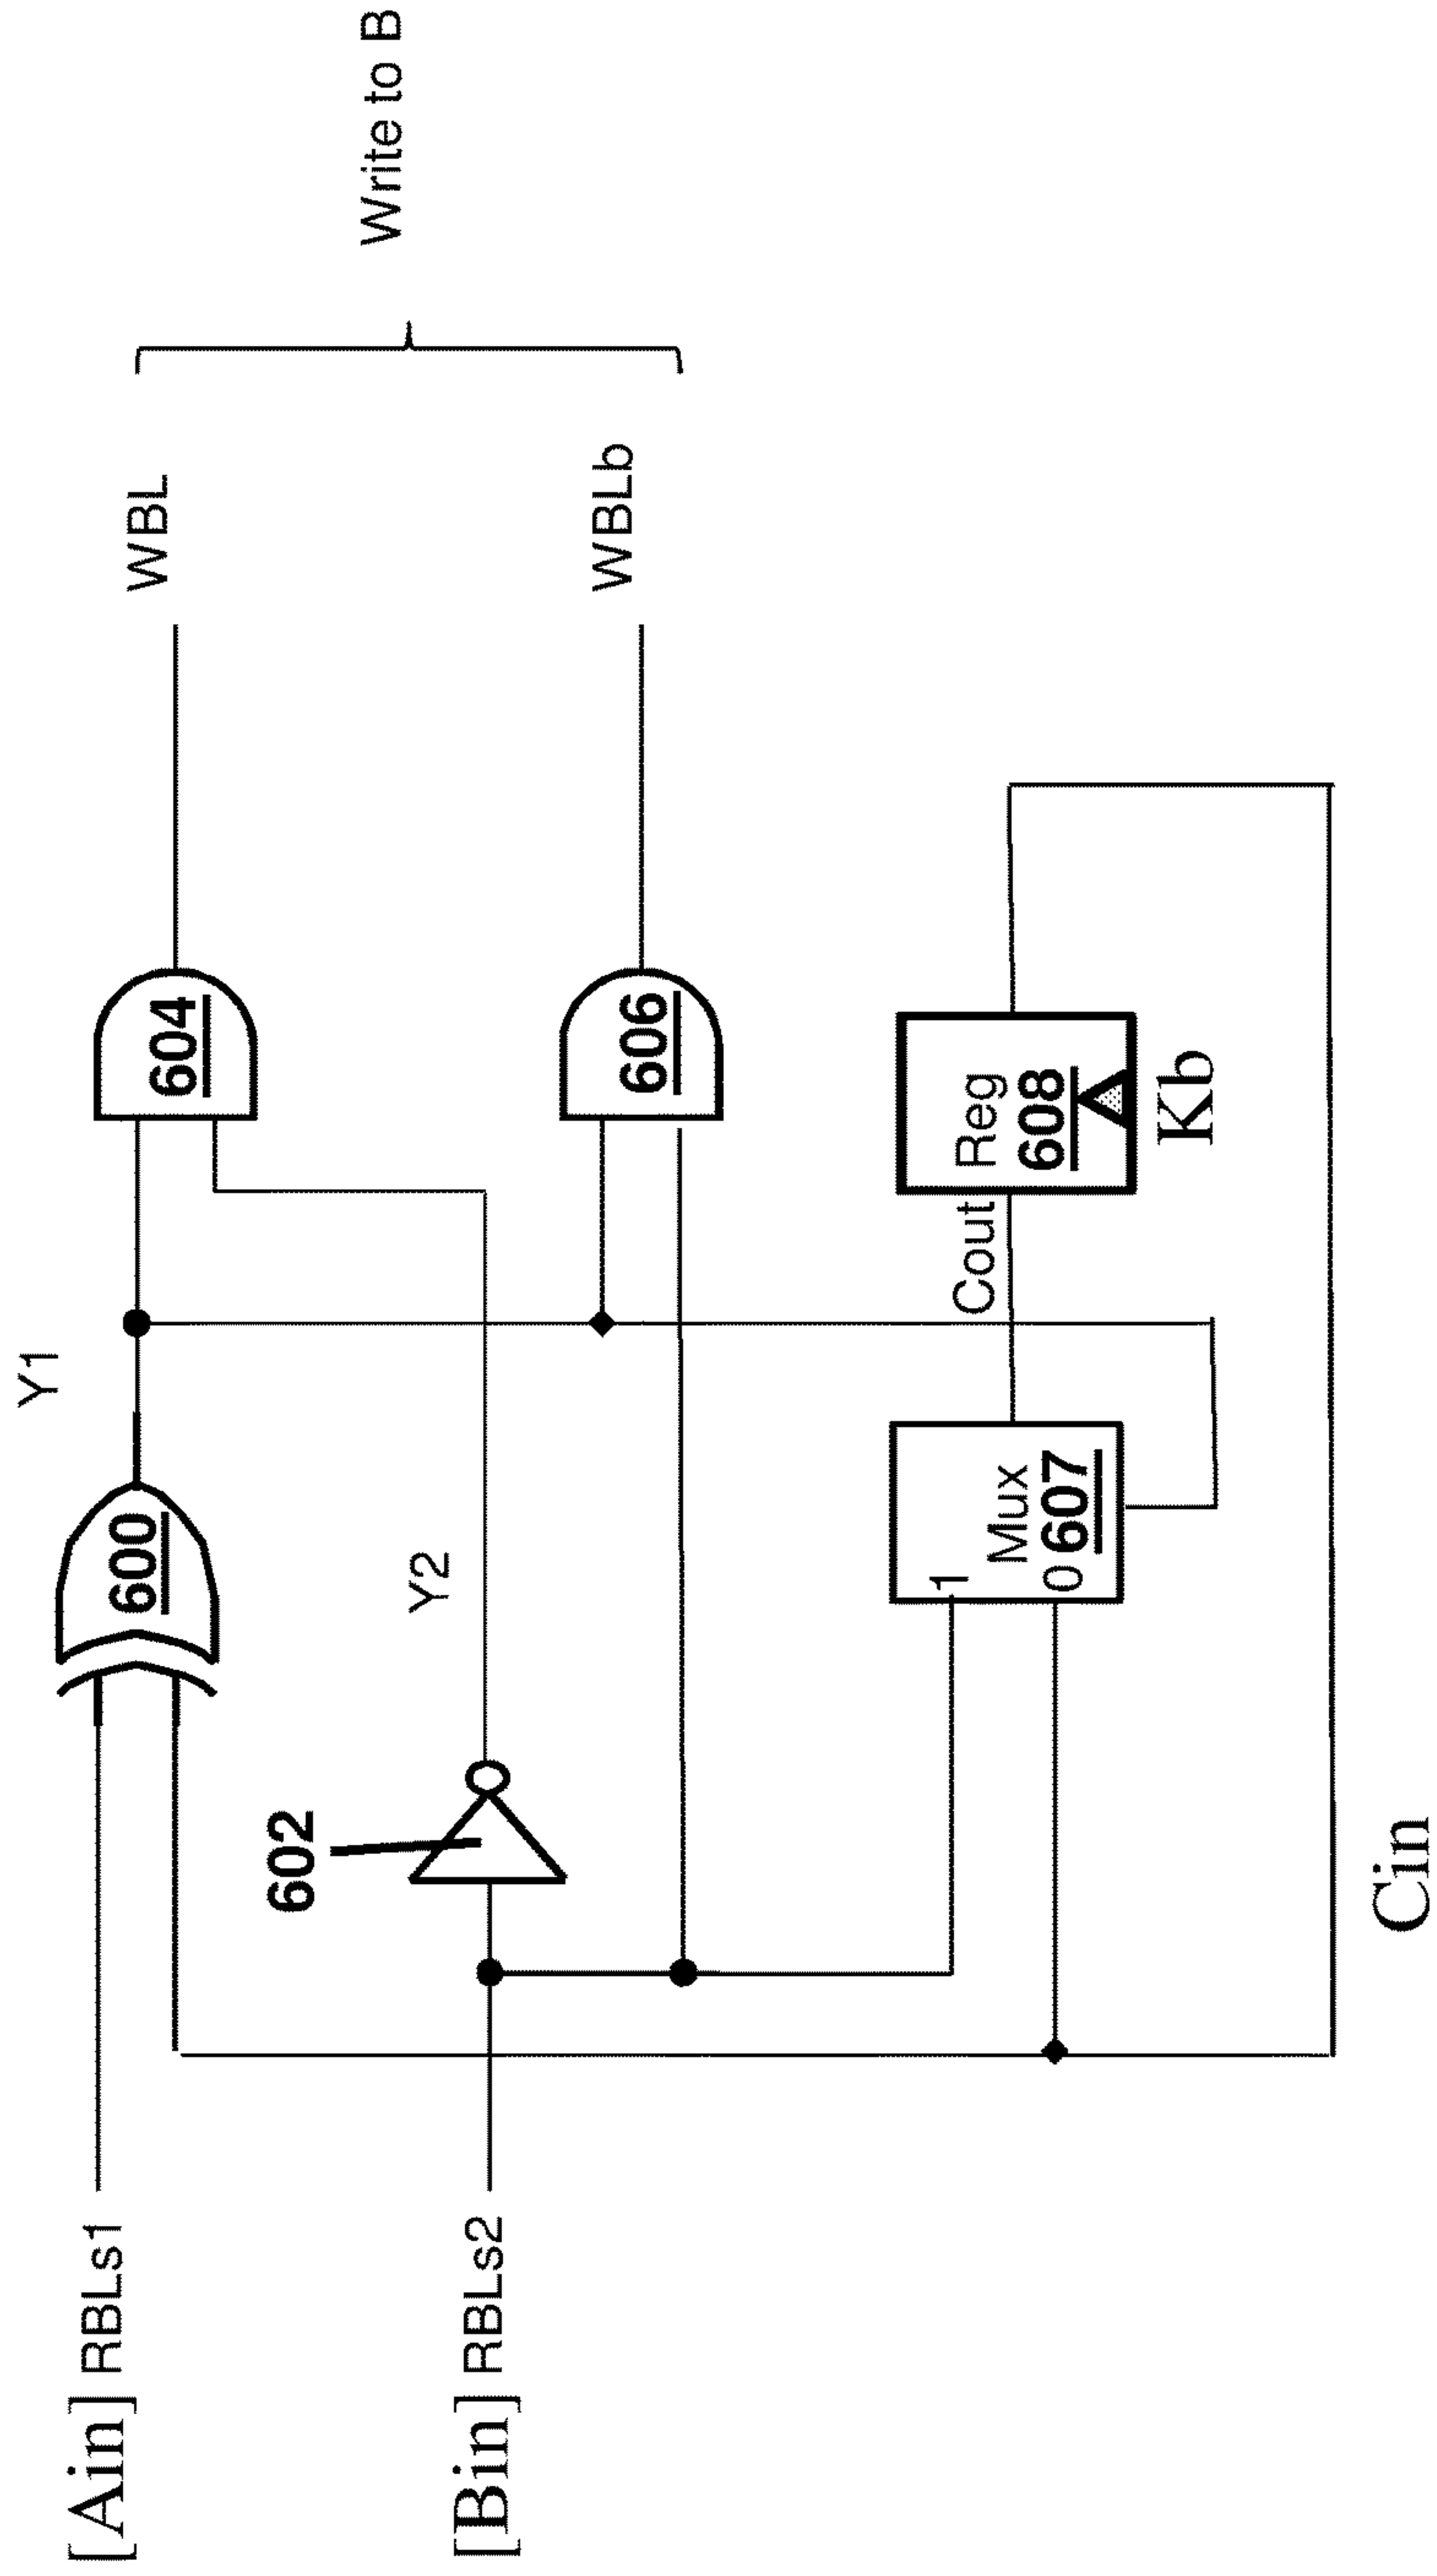 [Ain] RBLs1
600
Y1
604
WBL
Write to B
[Bin] RBLs2
602
Y2
606
WBLb
1
Mux
0 607
Cout
Reg
608
Kb
Cin